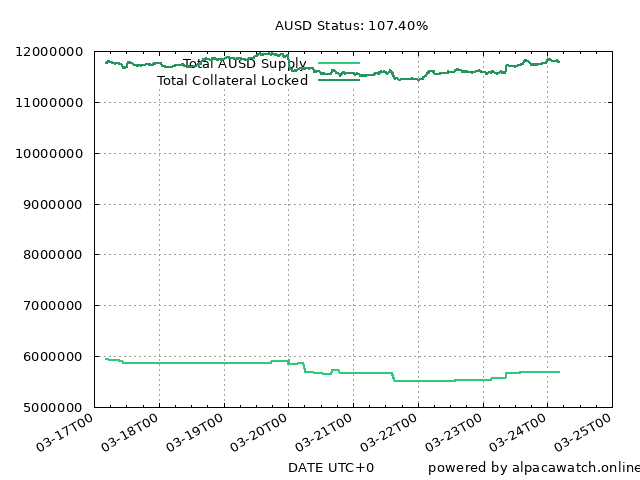 AUSD Status: 107.40%
12000000
Total AUSD Supply
Total Collateral Locked
11000000
10000000
9000000
8000000
7000000
6000000
5000000
03-17T00 03-18T00 03-19T00 03-20T00 03-21T00 03-22T00 03-23T00 03-24T00 03-25T00
DATE UTC+0 powered by alpacawatch.online